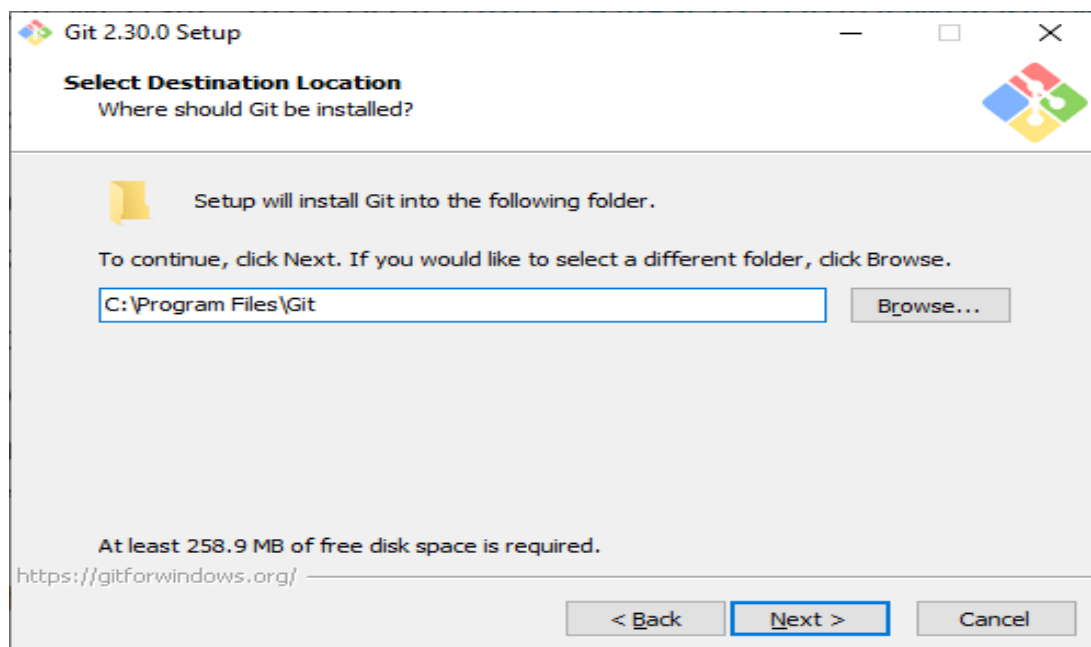 Git 2.30.0 Setup
Select Destination Location
Where should Git be installed?
Setup will install Git into the following folder.
To continue, click Next. If you would like to select a different folder, click Browse.
C:\Program Files\Git
Browse...
At least 258.9 MB of free disk space is required.
https://gitforwindows.org/
< Back
Next >
Cancel